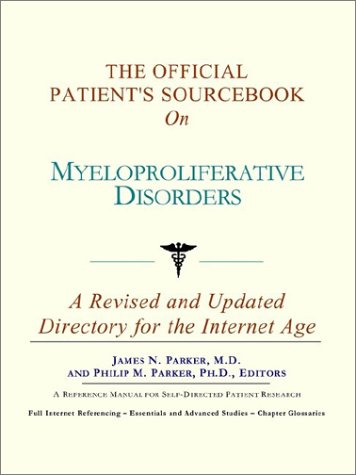 THE OFFICIAL
PATIENT'S SOURCEBOOK
On
MYELOPROLIFERATIVE
DISORDERS
A Revised and Updated
Directory for the Internet Age
JAMES N. PARKER, M.D.
AND PHILIP M. PARKER, PH.D., EDITORS
A REFERENCE MANUAL FOR SELF-DIRECTED PATIENT RESEARCH
Full Internet Referencing – Essentials and Advanced Studies – Chapter Glossaries